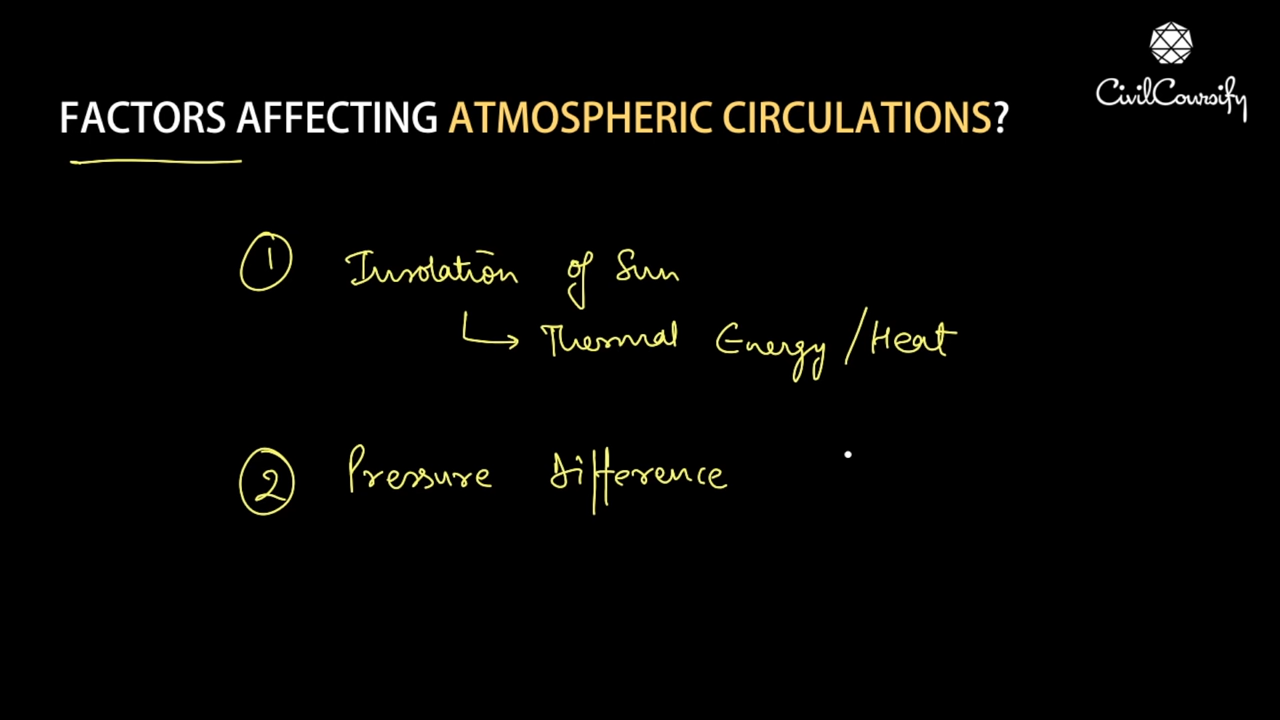 CivilCoursify
FACTORS AFFECTING ATMOSPHERIC CIRCULATIONS?
1 Insolation of Sun
Thermal Energy/Heat
2 Pressure Difference